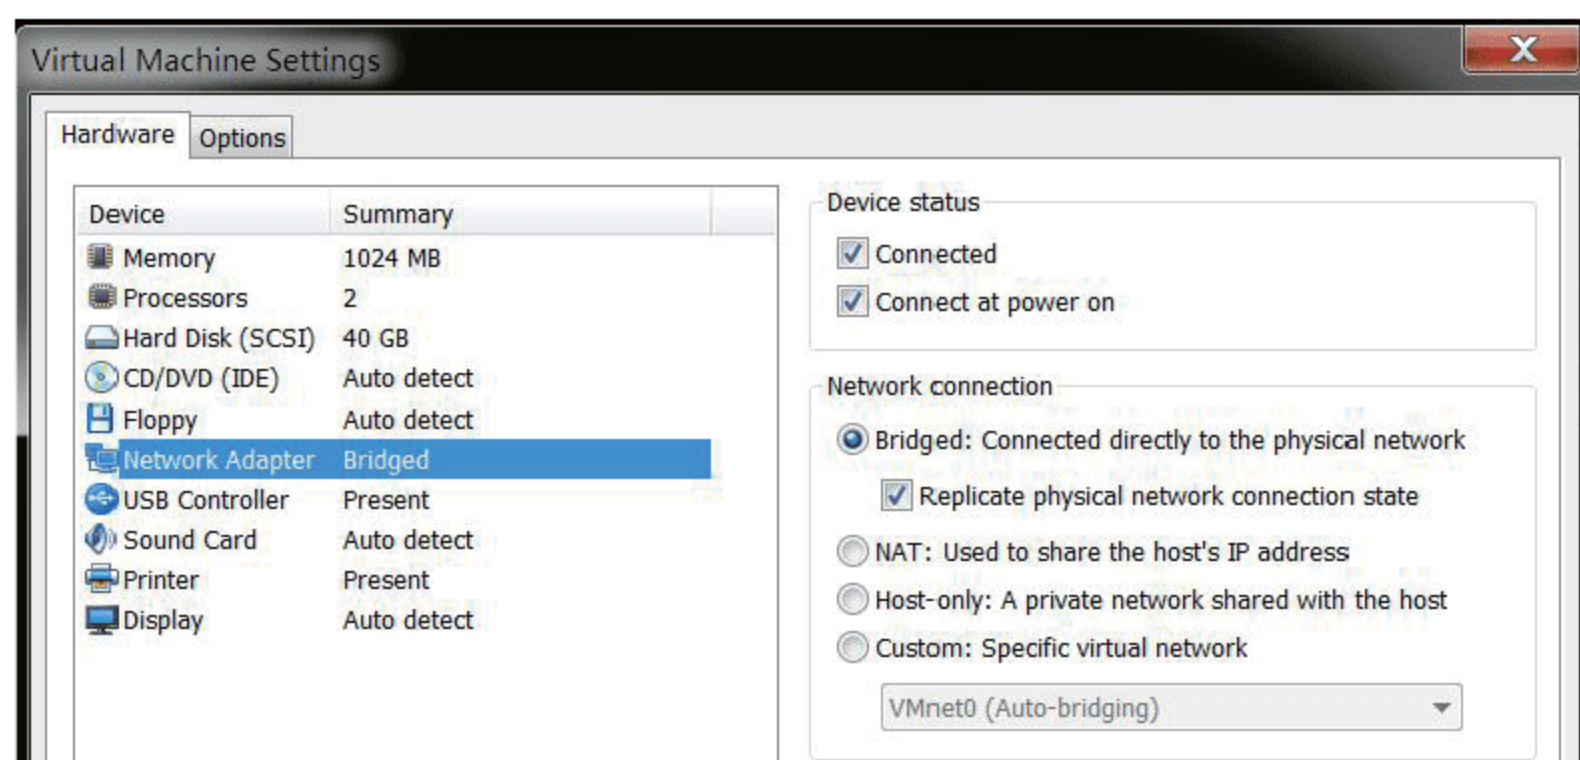 Virtual Machine Settings
X
Hardware
Options
Device Summary
Memory 1024 MB
Processors 2
Hard Disk (SCSI) 40 GB
CD/DVD (IDE) Auto detect
Floppy Auto detect
Network Adapter Bridged
USB Controller Present
Sound Card Auto detect
Printer Present
Display Auto detect
Device status
Connected
Connect at power on
Network connection
Bridged: Connected directly to the physical network
Replicate physical network connection state
NAT: Used to share the host's IP address
Host-only: A private network shared with the host
Custom: Specific virtual network
VMnet0 (Auto-bridging)